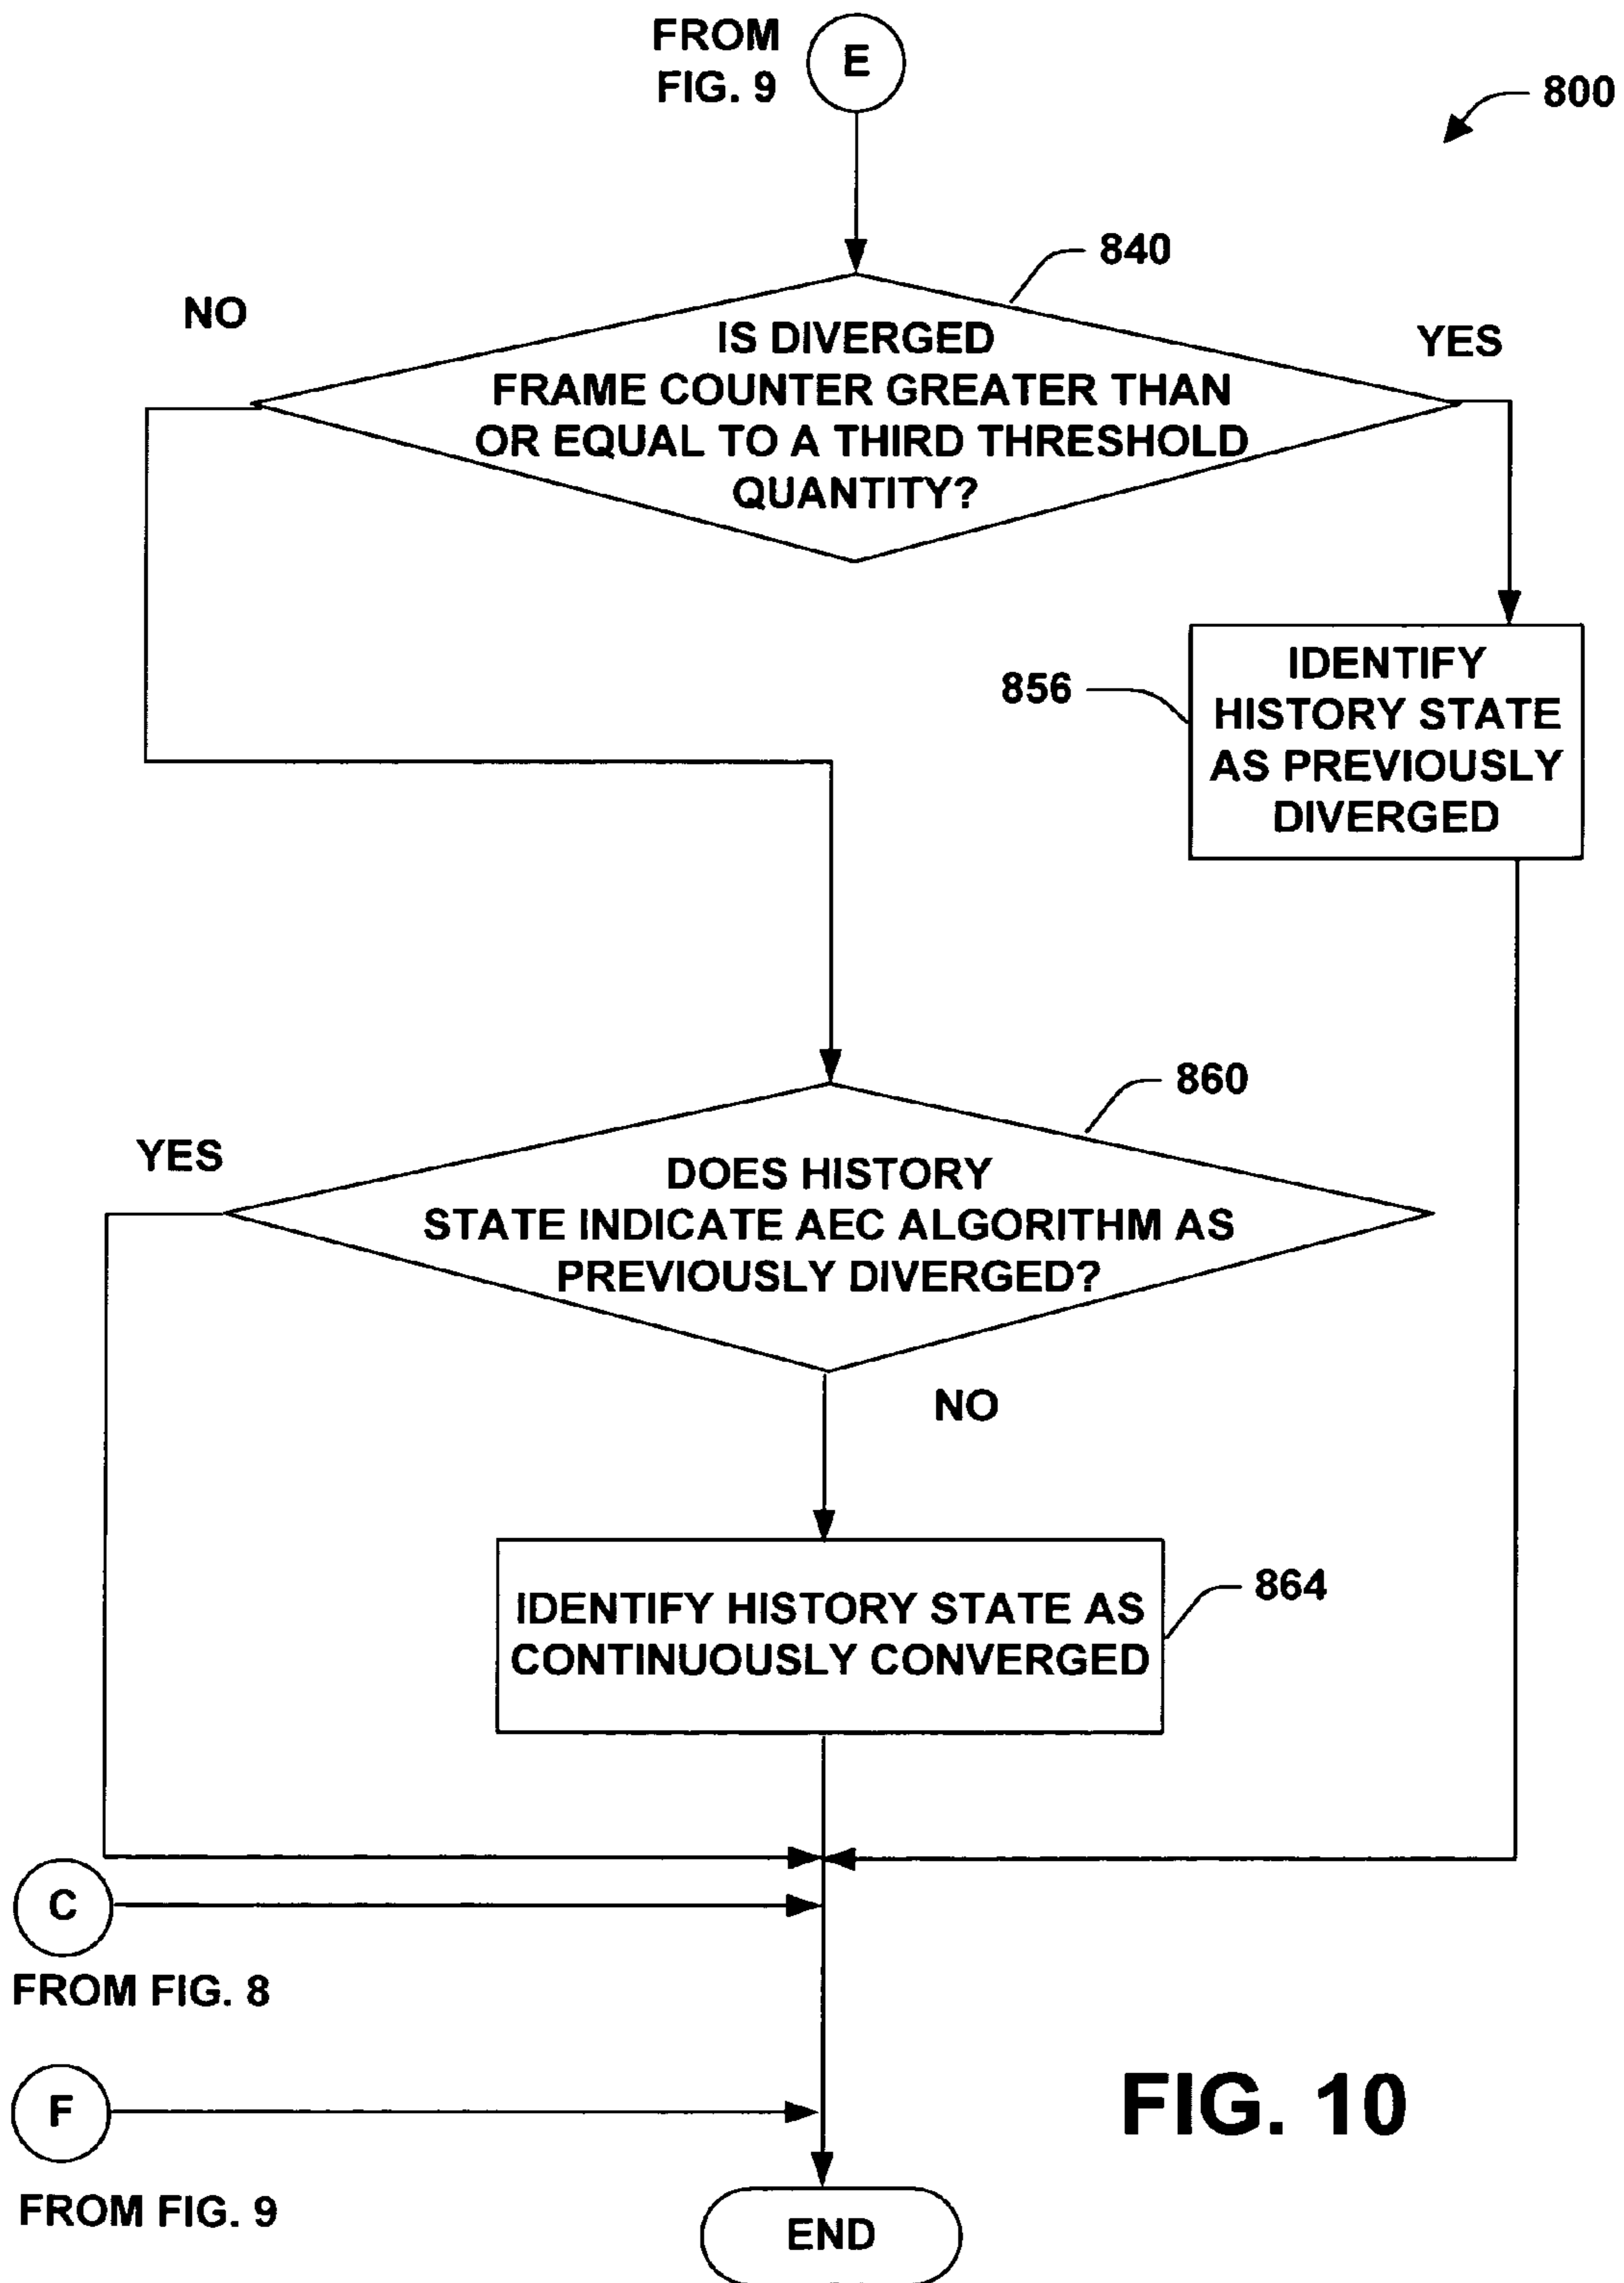 FROM
FIG. 9
E
800
840
NO
YES
IS DIVERGED
FRAME COUNTER GREATER THAN
OR EQUAL TO A THIRD THRESHOLD
QUANTITY?
856
IDENTIFY
HISTORY STATE
AS PREVIOUSLY
DIVERGED
860
YES
DOES HISTORY
STATE INDICATE AEC ALGORITHM AS
PREVIOUSLY DIVERGED?
NO
864
IDENTIFY HISTORY STATE AS
CONTINUOUSLY CONVERGED
C
FROM FIG. 8
F
FROM FIG. 9
FIG. 10
END